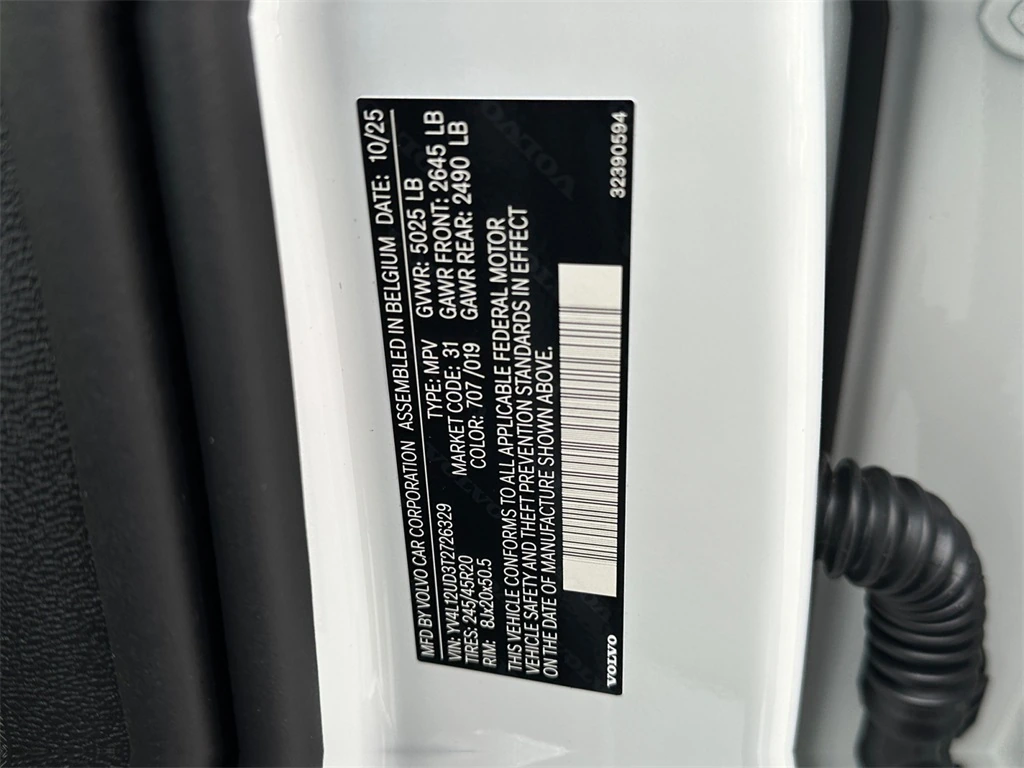 MFD BY VOLVO CAR CORPORATION ASSEMBLED IN BELGIUM DATE: 10/25
VIN: YV4L12UD3T2726329 TYPE: MPV GVWR: 5025 LB
TIRES: 245/45R20 MARKET CODE: 31 GAWR FRONT: 2645 LB
RIM: 8Jx20x50.5 COLOR: 707 /019 GAWR REAR: 2490 LB
THIS VEHICLE CONFORMS TO ALL APPLICABLE FEDERAL MOTOR
VEHICLE SAFETY AND THEFT PREVENTION STANDARDS IN EFFECT
ON THE DATE OF MANUFACTURE SHOWN ABOVE.
VOLVO 32390594